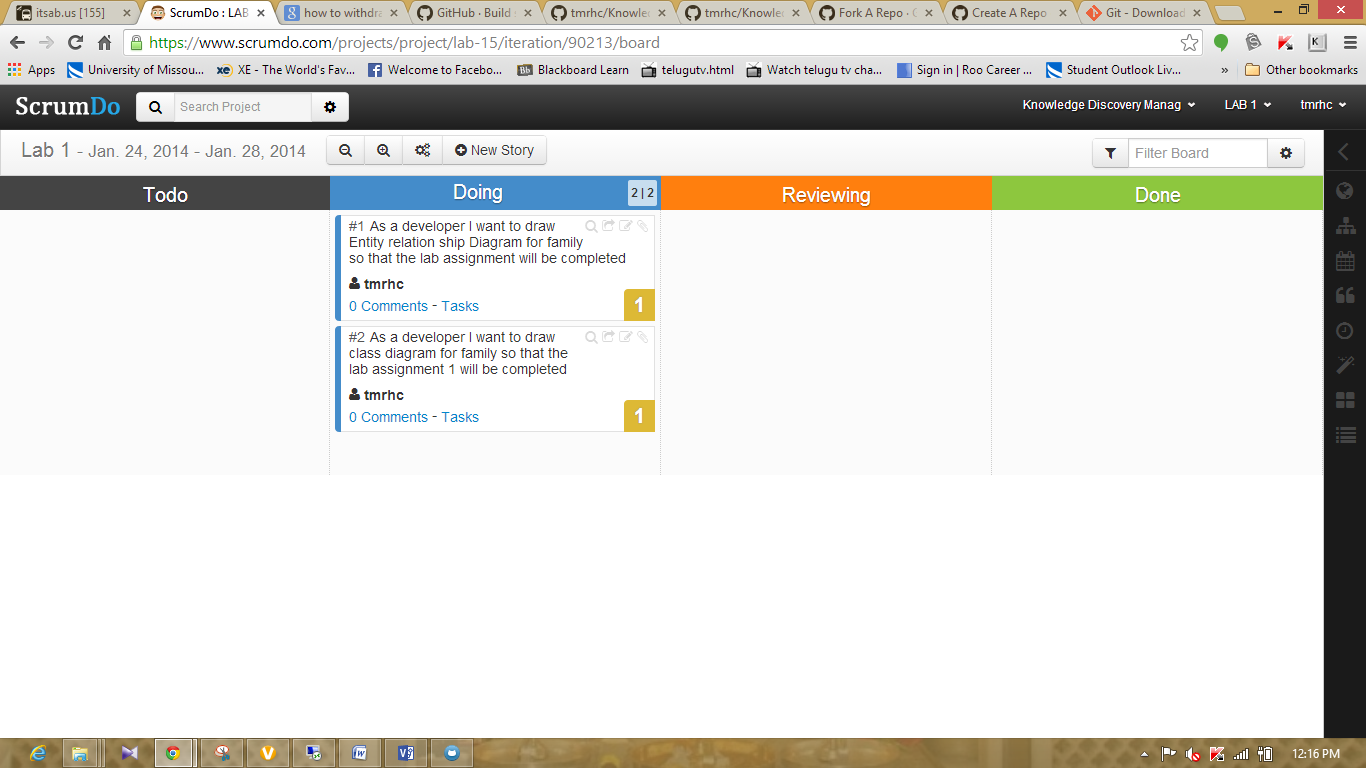 itsab.us [155]
ScrumDo : LAB
how to withdra
GitHub · Build
tmrhc/Knowle
tmrhc/Knowle
Fork A Repo ·
Create A Repo
Git - Download
https://www.scrumdo.com/projects/project/lab-15/iteration/90213/board
Apps University of Missou... XE - The World's Fav... Welcome to Facebo... Bb Blackboard Learn telugutv.html Watch telugu tv cha... Sign in | Roo Career ... Student Outlook Liv... » Other bookmarks
ScrumDo Search Project Knowledge Discovery Manag LAB 1 tmrhc
Lab 1 - Jan. 24, 2014 - Jan. 28, 2014 New Story Filter Board
Todo Doing 2|2 Reviewing Done
#1 As a developer I want to draw
Entity relation ship Diagram for family
so that the lab assignment will be completed
tmrhc
0 Comments - Tasks 1
#2 As a developer I want to draw
class diagram for family so that the
lab assignment 1 will be completed
tmrhc
0 Comments - Tasks 1
12:16 PM